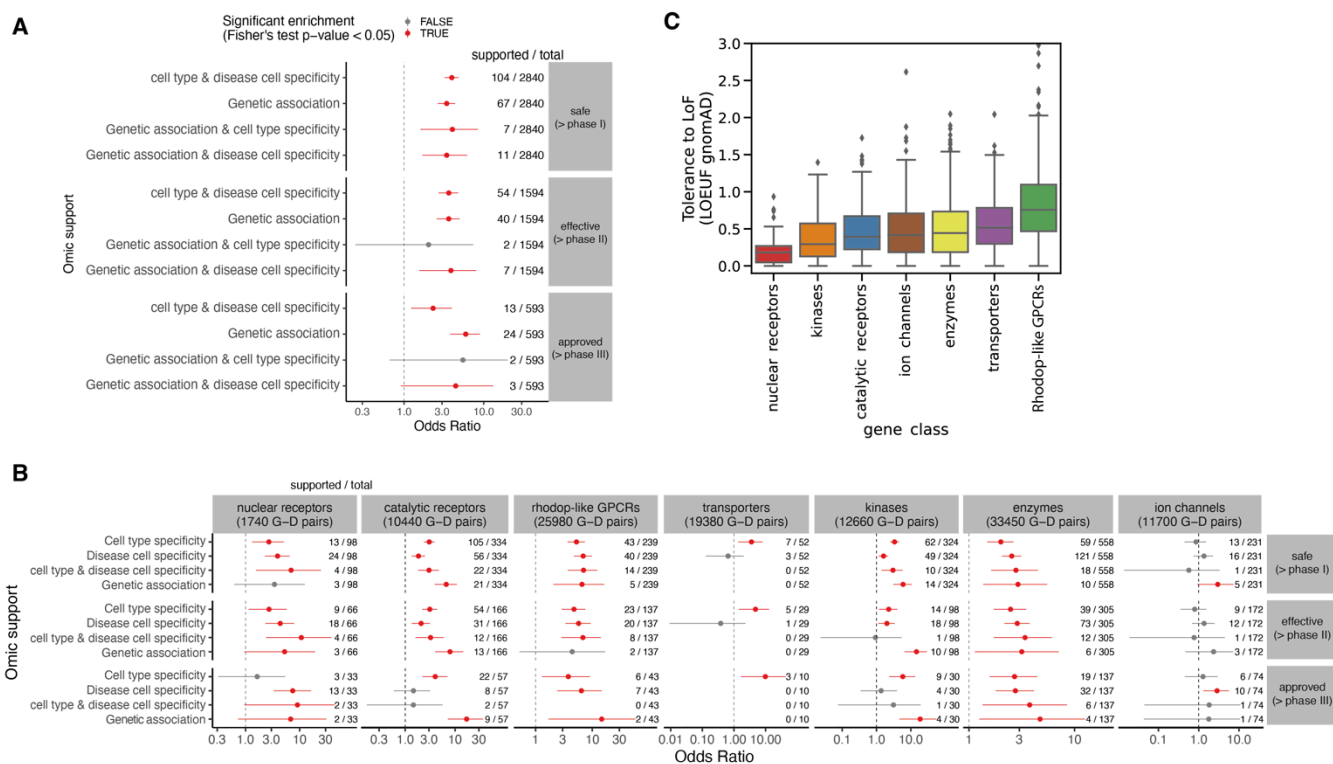 A
Significant enrichment
(Fisher's test p-value < 0.05)
FALSE
TRUE
supported / total
Omic support
cell type & disease cell specificity 104 / 2840
Genetic association 67 / 2840
Genetic association & cell type specificity 7 / 2840
Genetic association & disease cell specificity 11 / 2840
safe
(> phase I)
cell type & disease cell specificity 54 / 1594
Genetic association 40 / 1594
Genetic association & cell type specificity 2 / 1594
Genetic association & disease cell specificity 7 / 1594
effective
(> phase II)
cell type & disease cell specificity 13 / 593
Genetic association 24 / 593
Genetic association & cell type specificity 2 / 593
Genetic association & disease cell specificity 3 / 593
approved
(> phase III)
0.3 1.0 3.0 10.0 30.0
Odds Ratio
C
Tolerance to LoF
(LOEUF gnomAD)
3.0
2.5
2.0
1.5
1.0
0.5
0.0
nuclear receptors
kinases
catalytic receptors
ion channels
enzymes
transporters
Rhodop-like GPCRs
gene class
B
supported / total
nuclear receptors
(1740 G-D pairs)
catalytic receptors
(10440 G-D pairs)
rhodop-like GPCRs
(25980 G-D pairs)
transporters
(19380 G-D pairs)
kinases
(12660 G-D pairs)
enzymes
(33450 G-D pairs)
ion channels
(11700 G-D pairs)
Omic support
Cell type specificity 13 / 98 105 / 334 43 / 239 7 / 52 62 / 324 59 / 558 13 / 231
Disease cell specificity 24 / 98 56 / 334 40 / 239 3 / 52 49 / 324 121 / 558 16 / 231
cell type & disease cell specificity 4 / 98 22 / 334 14 / 239 0 / 52 10 / 324 18 / 558 1 / 231
Genetic association 3 / 98 21 / 334 5 / 239 0 / 52 14 / 324 10 / 558 5 / 231
safe
(> phase I)
Cell type specificity 9 / 66 54 / 166 23 / 137 5 / 29 14 / 98 39 / 305 9 / 172
Disease cell specificity 18 / 66 31 / 166 20 / 137 1 / 29 18 / 98 73 / 305 12 / 172
cell type & disease cell specificity 4 / 66 12 / 166 8 / 137 0 / 29 1 / 98 12 / 305 1 / 172
Genetic association 3 / 66 13 / 166 2 / 137 0 / 29 10 / 98 6 / 305 3 / 172
effective
(> phase II)
Cell type specificity 3 / 33 22 / 57 6 / 43 3 / 10 9 / 30 19 / 137 6 / 74
Disease cell specificity 13 / 33 8 / 57 7 / 43 0 / 10 4 / 30 32 / 137 10 / 74
cell type & disease cell specificity 2 / 33 2 / 57 0 / 43 0 / 10 1 / 30 6 / 137 1 / 74
Genetic association 2 / 33 9 / 57 2 / 43 0 / 10 4 / 30 4 / 137 1 / 74
approved
(> phase III)
0.3 1.0 3.0 10 30 0.3 1.0 3.0 10 30 1 3 10 30 0.1 1.00 10.00 0.1 1.0 10.0 1 3 10 0.1 1.0 10.0
Odds Ratio